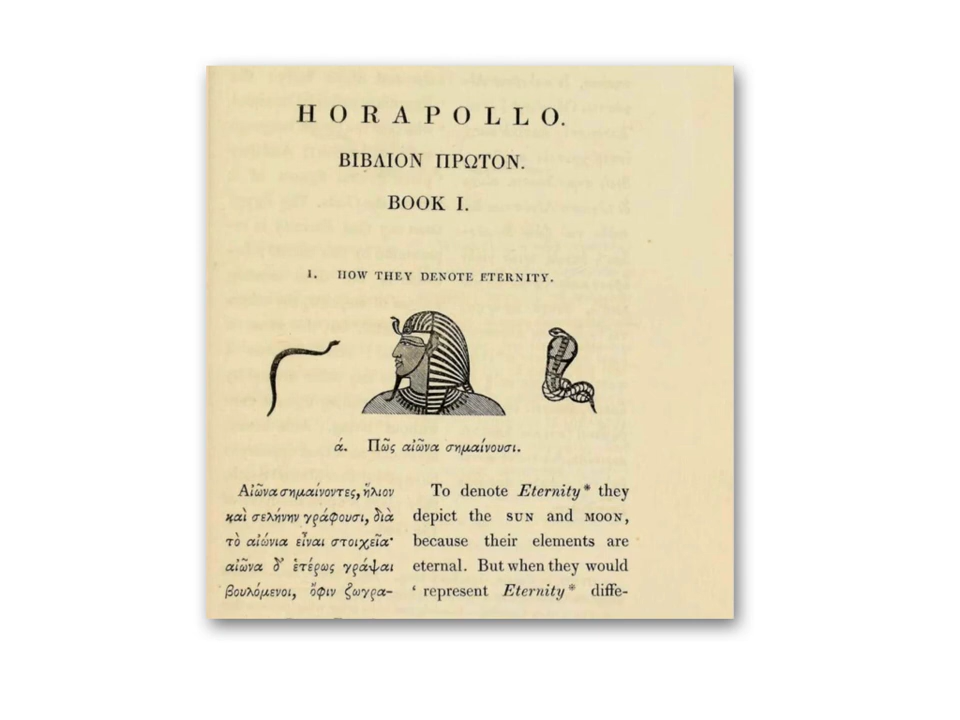 HORAPOLLO.
ΒΙΒΛΙΟΝ ΠΡΩΤΟΝ.
BOOK I.
I. HOW THEY DENOTE ETERNITY.
ά. Πῶς αἰῶνα σημαίνουσι.
Αἰῶνα σημαίνοντες, ἥλιον
καὶ σελήνην γράφουσι, διὰ
τὸ αἰώνια εἶναι στοιχεῖα·
αἰῶνα δ' ἑτέρως γράψαι
βουλόμενοι, ὄφιν ζωγρα-
To denote Eternity* they
depict the SUN and MOON,
because their elements are
eternal. But when they would
‘ represent Eternity* diffe-